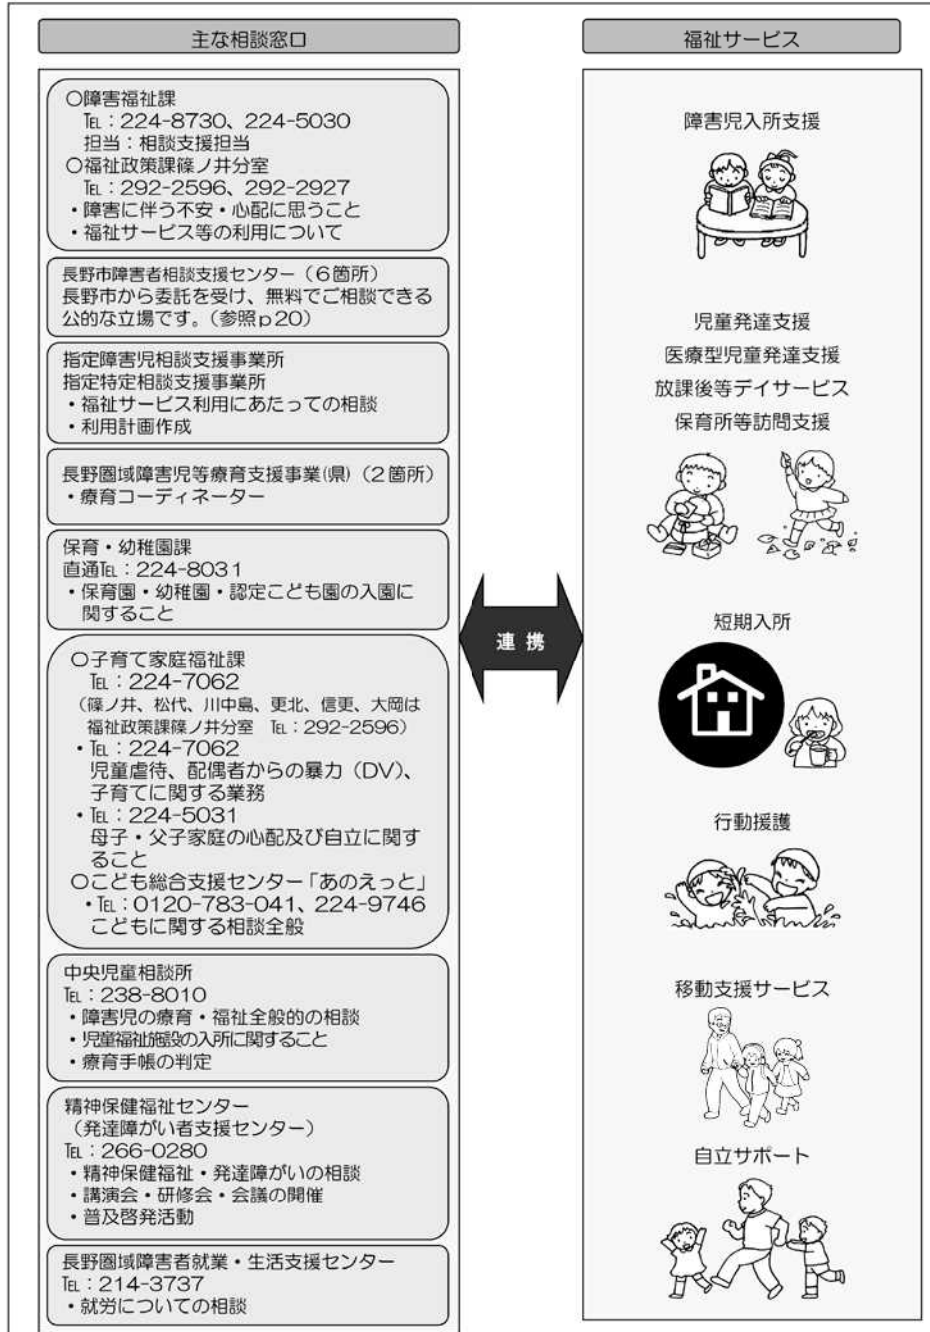 主な相談窓口
○障害福祉課
℡：224-8730、224-5030
担当：相談支援担当
○福祉政策課篠ノ井分室
℡：292-2596、292-2927
・障害に伴う不安・心配に思うこと
・福祉サービス等の利用について
長野市障害者相談支援センター（６箇所）
長野市から委託を受け、無料でご相談できる
公的な立場です。（参照ｐ20）
指定障害児相談支援事業所
指定特定相談支援事業所
・福祉サービス利用にあたっての相談
・利用計画作成
長野圏域障害児等療育支援事業(県)（２箇所）
・療育コーディネーター
保育・幼稚園課
直通℡：224-8031
・保育園・幼稚園・認定こども園の入園に
関すること
○子育て家庭福祉課
℡：224-7062
（篠ノ井、松代、川中島、更北、信更、大岡は
福祉政策課篠ノ井分室　℡：292-2596）
・℡：224-7062
児童虐待、配偶者からの暴力（DV）、
子育てに関する業務
・℡：224-5031
母子・父子家庭の心配及び自立に関す
ること
○こども総合支援センター「あのえっと」
・℡：0120-783-041、224-9746
こどもに関する相談全般
中央児童相談所
℡：238-8010
・障害児の療育・福祉全般的の相談
・児童福祉施設の入所に関すること
・療育手帳の判定
精神保健福祉センター
（発達障がい者支援センター）
℡：266-0280
・精神保健福祉・発達障がいの相談
・講演会・研修会・会議の開催
・普及啓発活動
長野圏域障害者就業・生活支援センター
℡：214-3737
・就労についての相談
連 携
福祉サービス
障害児入所支援
児童発達支援
医療型児童発達支援
放課後等デイサービス
保育所等訪問支援
短期入所
行動援護
移動支援サービス
自立サポート